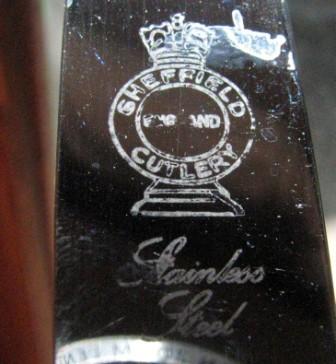 SHEFFIELD
ENGLAND
CUTLERY
Stainless
Steel